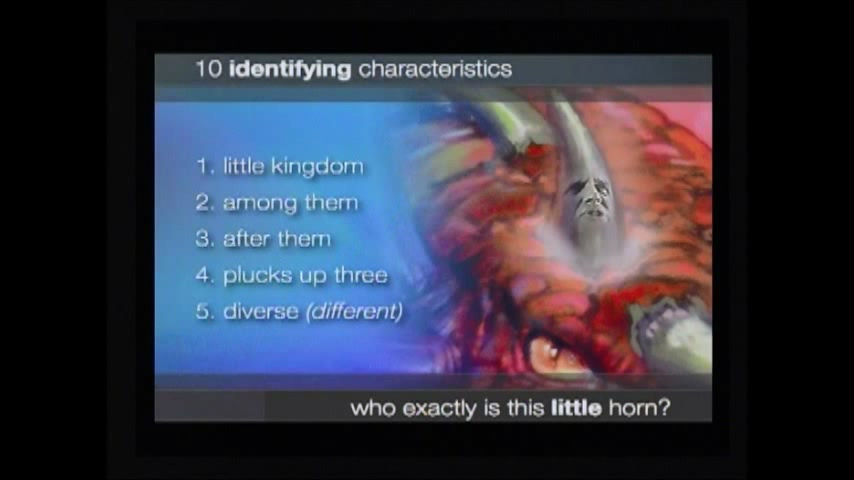 10 identifying characteristics
1. little kingdom
2. among them
3. after them
4. plucks up three
5. diverse (different)
who exactly is this little horn?